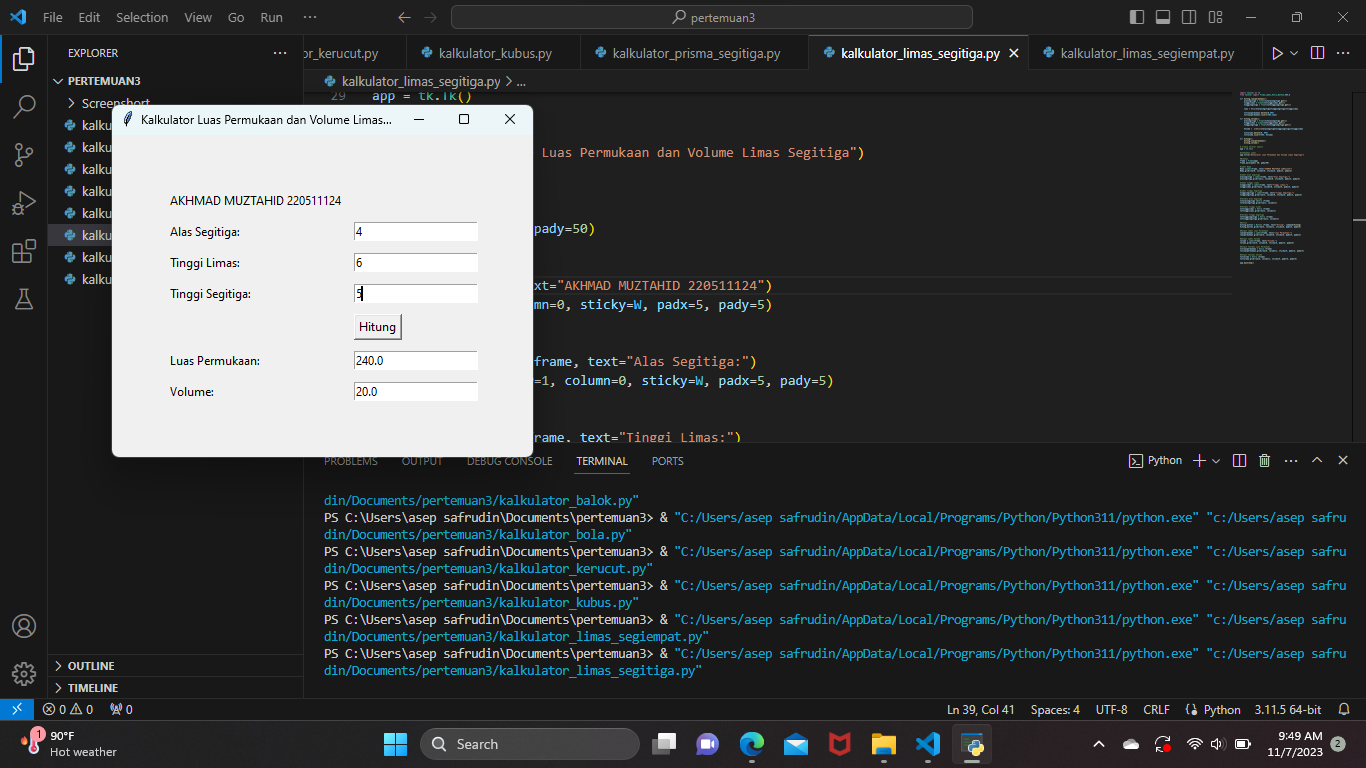 File Edit Selection View Go Run ···
pertemuan3
EXPLORER
or_kerucut.py
kalkulator_kubus.py
kalkulator_prisma_segitiga.py
kalkulator_limas_segitiga.py
kalkulator_limas_segiempat.py
PERTEMUAN3
kalkulator_limas_segitiga.py > ...
Screenshort
29 app = tk.Tk()
kalku
kalku
kalku
kalku
kalku
kalku
kalku
kalku
Kalkulator Luas Permukaan dan Volume Limas...
AKHMAD MUZTAHID 220511124
Alas Segitiga: 4
Tinggi Limas: 6
Tinggi Segitiga: 5
Hitung
Luas Permukaan: 240.0
Volume: 20.0
Luas Permukaan dan Volume Limas Segitiga")
pady=50)
xt="AKHMAD MUZTAHID 220511124")
mn=0, sticky=W, padx=5, pady=5)
frame, text="Alas Segitiga:")
=1, column=0, sticky=W, padx=5, pady=5)
rame, text="Tinggi Limas:")
PROBLEMS OUTPUT DEBUG CONSOLE TERMINAL PORTS
Python
din/Documents/pertemuan3/kalkulator_balok.py"
PS C:\Users\asep safrudin\Documents\pertemuan3> & "C:/Users/asep safrudin/AppData/Local/Programs/Python/Python311/python.exe" "c:/Users/asep safru
din/Documents/pertemuan3/kalkulator_bola.py"
PS C:\Users\asep safrudin\Documents\pertemuan3> & "C:/Users/asep safrudin/AppData/Local/Programs/Python/Python311/python.exe" "c:/Users/asep safru
din/Documents/pertemuan3/kalkulator_kerucut.py"
PS C:\Users\asep safrudin\Documents\pertemuan3> & "C:/Users/asep safrudin/AppData/Local/Programs/Python/Python311/python.exe" "c:/Users/asep safru
din/Documents/pertemuan3/kalkulator_kubus.py"
PS C:\Users\asep safrudin\Documents\pertemuan3> & "C:/Users/asep safrudin/AppData/Local/Programs/Python/Python311/python.exe" "c:/Users/asep safru
din/Documents/pertemuan3/kalkulator_limas_segiempat.py"
PS C:\Users\asep safrudin\Documents\pertemuan3> & "C:/Users/asep safrudin/AppData/Local/Programs/Python/Python311/python.exe" "c:/Users/asep safru
din/Documents/pertemuan3/kalkulator_limas_segitiga.py"
OUTLINE
TIMELINE
0 0 0
Ln 39, Col 41 Spaces: 4 UTF-8 CRLF Python 3.11.5 64-bit
1
90°F
Hot weather
Search
9:49 AM
11/7/2023
2